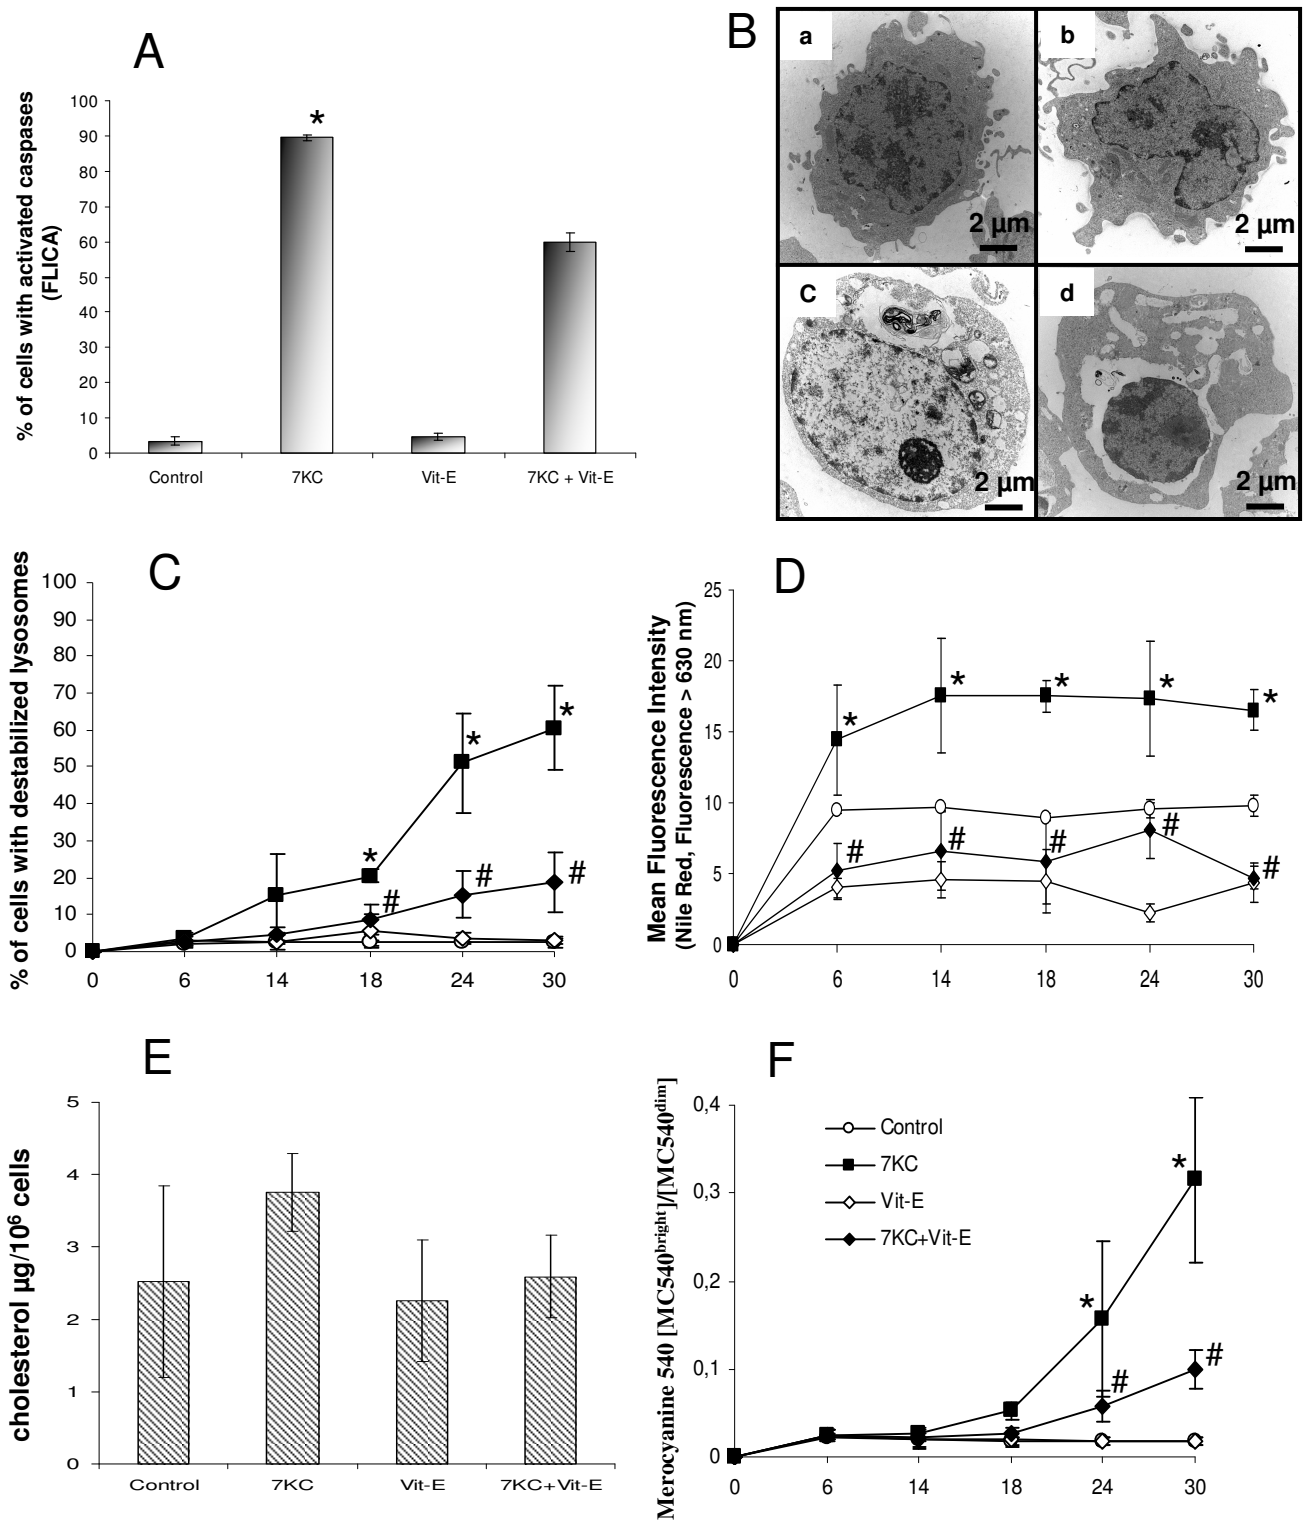 A
% of cells with activated caspases
(FLICA)
100
90
80
70
60
50
40
30
20
10
0
*
Control
7KC
Vit-E
7KC + Vit-E
B
a
2 µm
b
2 µm
c
2 µm
d
2 µm
C
% of cells with destabilized lysosomes
100
90
80
70
60
50
40
30
20
10
0
*
*
*
#
#
#
0
6
14
18
24
30
D
Mean Fluorescence Intensity
(Nile Red, Fluorescence > 630 nm)
25
20
15
10
5
0
*
*
*
*
*
#
#
#
#
#
0
6
14
18
24
30
E
cholesterol µg/10⁶ cells
5
4
3
2
1
0
Control
7KC
Vit-E
7KC+Vit-E
F
Merocyanine 540 [MC540ᵇʳⁱᵍʰᵗ]/[MC540ᵈⁱᵐ]
0,4
0,3
0,2
0,1
0
Control
7KC
Vit-E
7KC+Vit-E
*
*
#
#
0
6
14
18
24
30